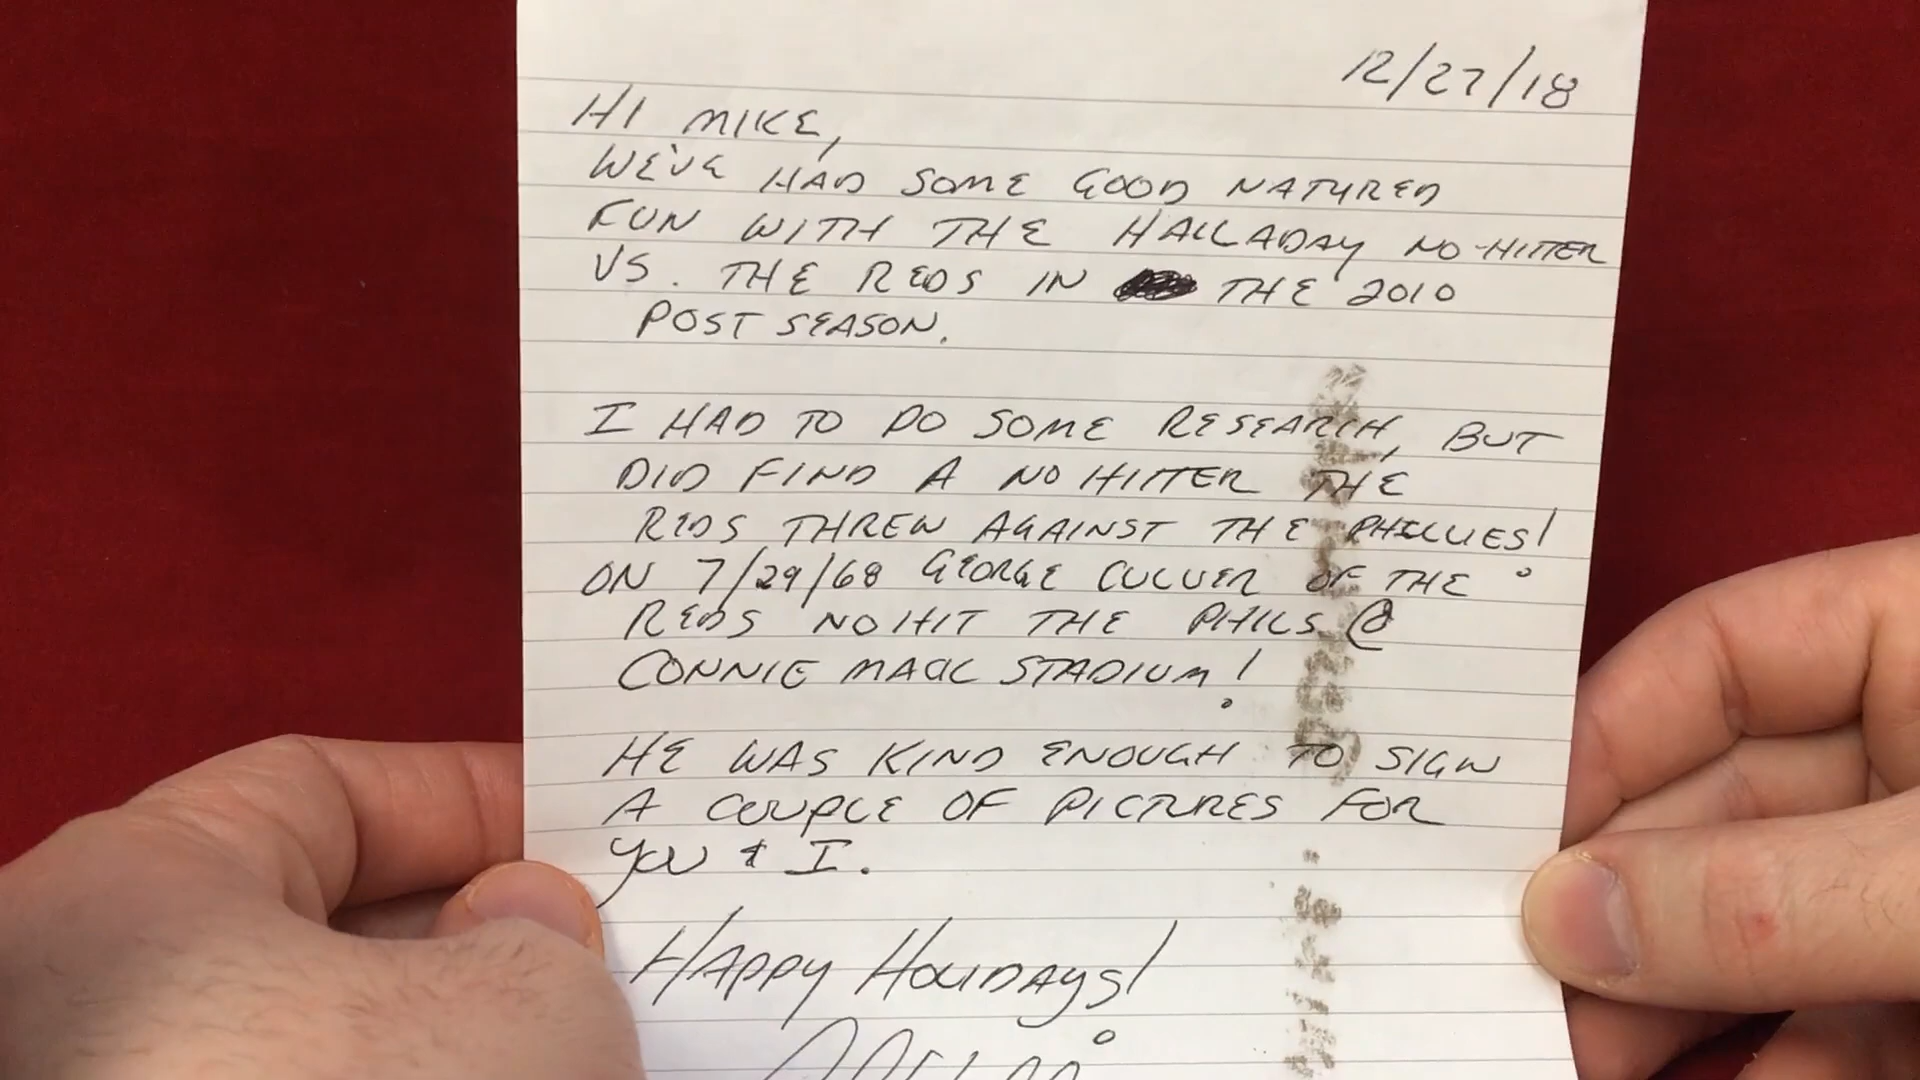 12/27/18
HI MIKE,
WE'VE HAD SOME GOOD NATURED
FUN WITH THE HALLADAY NO-HITTER
VS. THE REDS IN THE 2010
POST SEASON.
I HAD TO DO SOME RESEARCH, BUT
DID FIND A NO HITTER THE
REDS THREW AGAINST THE PHILLIES!
ON 7/29/68 GEORGE CULVER OF THE
REDS NO HIT THE PHILS @
CONNIE MACK STADIUM!
HE WAS KIND ENOUGH TO SIGN
A COUPLE OF PICTURES FOR
YOU & I.
HAPPY HOLIDAYS!